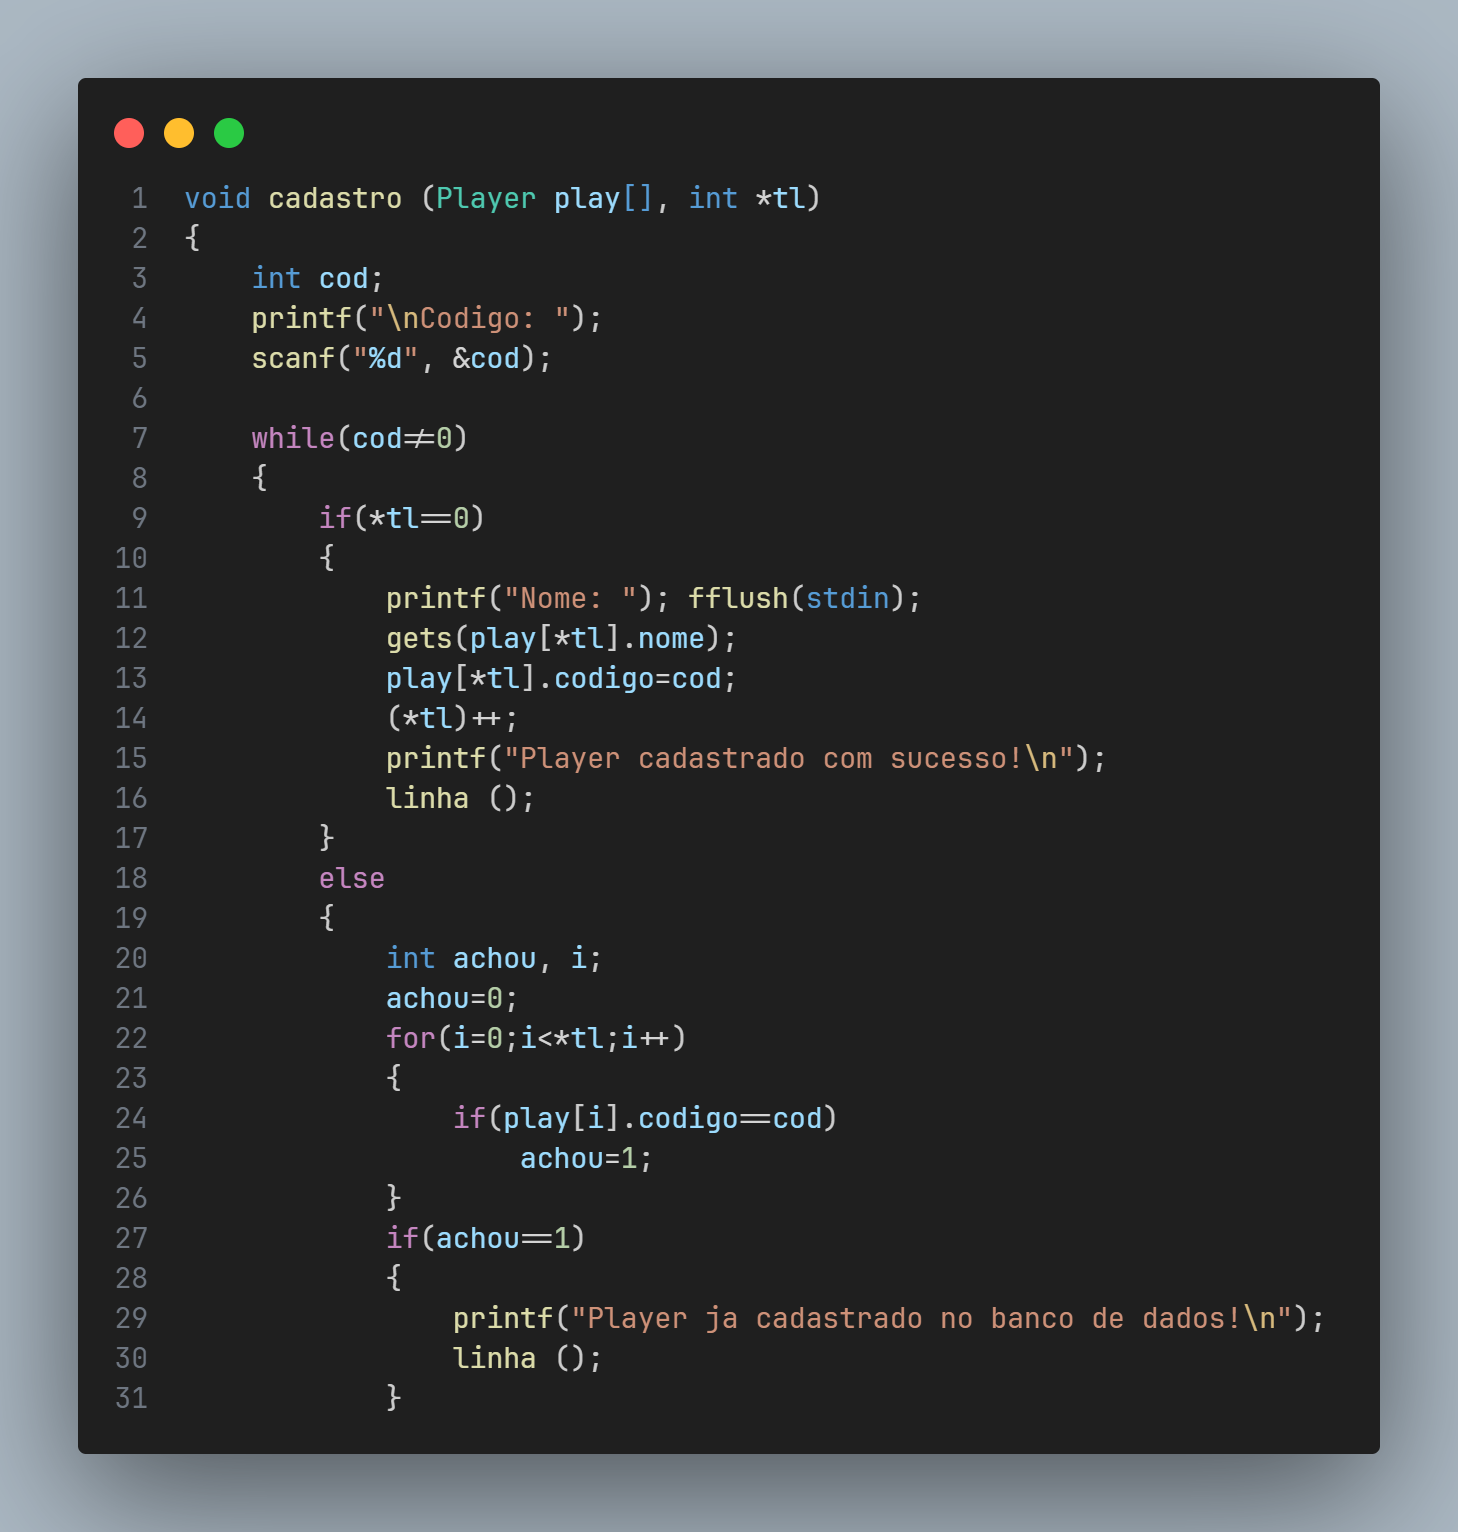 1 void cadastro (Player play[], int *tl)
2 {
3     int cod;
4     printf("\nCodigo: ");
5     scanf("%d", &cod);
6
7     while(cod!=0)
8     {
9         if(*tl==0)
10         {
11             printf("Nome: "); fflush(stdin);
12             gets(play[*tl].nome);
13             play[*tl].codigo=cod;
14             (*tl)++;
15             printf("Player cadastrado com sucesso!\n");
16             linha ();
17         }
18         else
19         {
20             int achou, i;
21             achou=0;
22             for(i=0;i<*tl;i++)
23             {
24                 if(play[i].codigo==cod)
25                     achou=1;
26             }
27             if(achou==1)
28             {
29                 printf("Player ja cadastrado no banco de dados!\n");
30                 linha ();
31             }